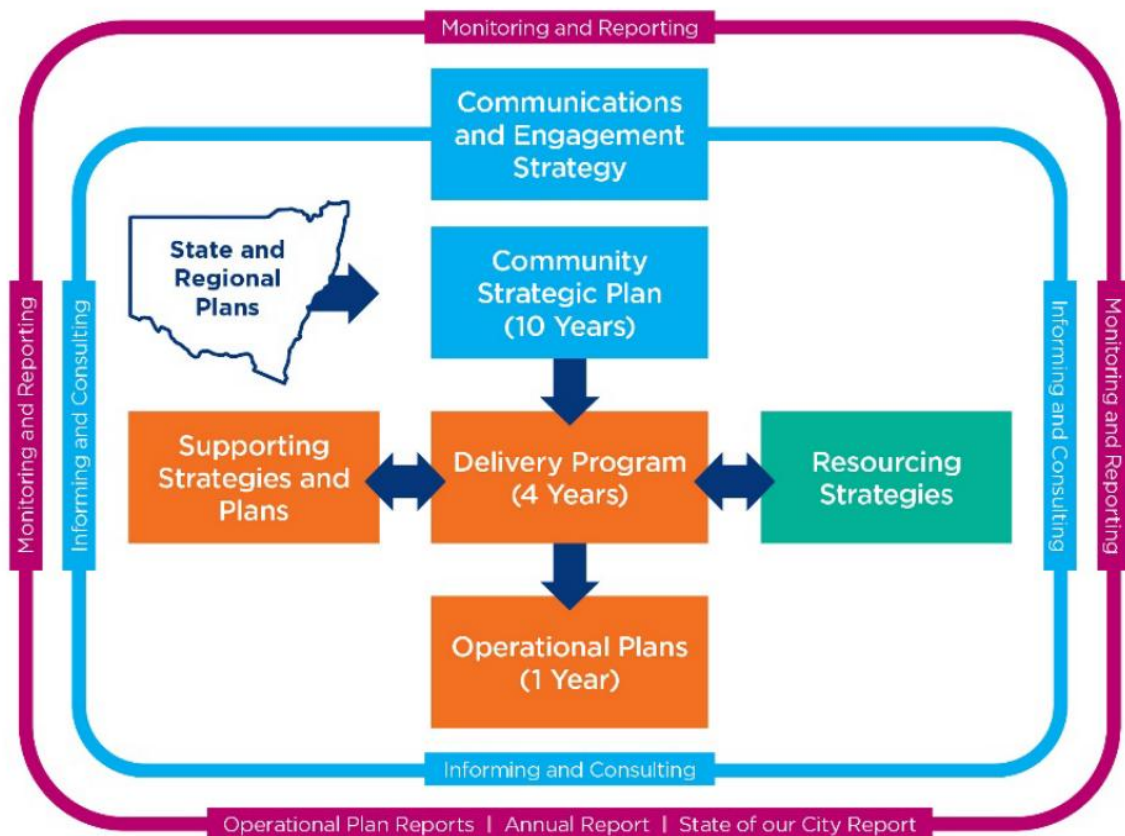 Monitoring and Reporting
Communications
and Engagement
Strategy
State and
Regional
Plans
Community
Strategic Plan
(10 Years)
Monitoring and Reporting
Informing and Consulting
Informing and Consulting
Monitoring and Reporting
Supporting
Strategies and
Plans
Delivery Program
(4 Years)
Resourcing
Strategies
Operational Plans
(1 Year)
Informing and Consulting
Operational Plan Reports | Annual Report | State of our City Report